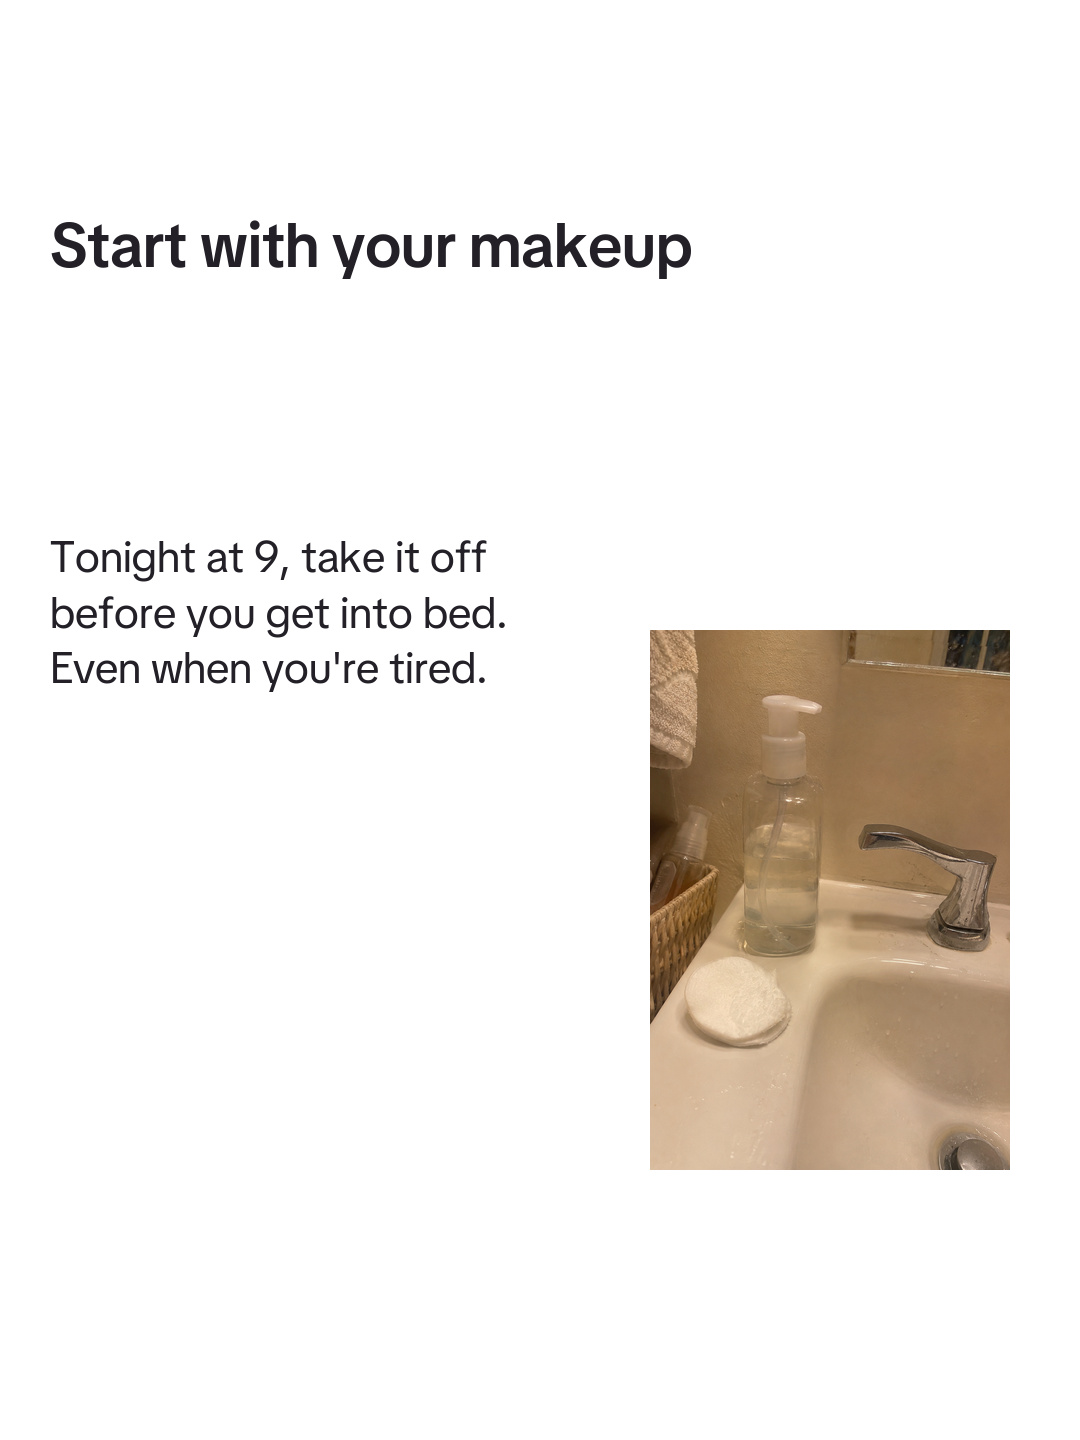 Start with your makeup
Tonight at 9, take it off
before you get into bed.
Even when you're tired.